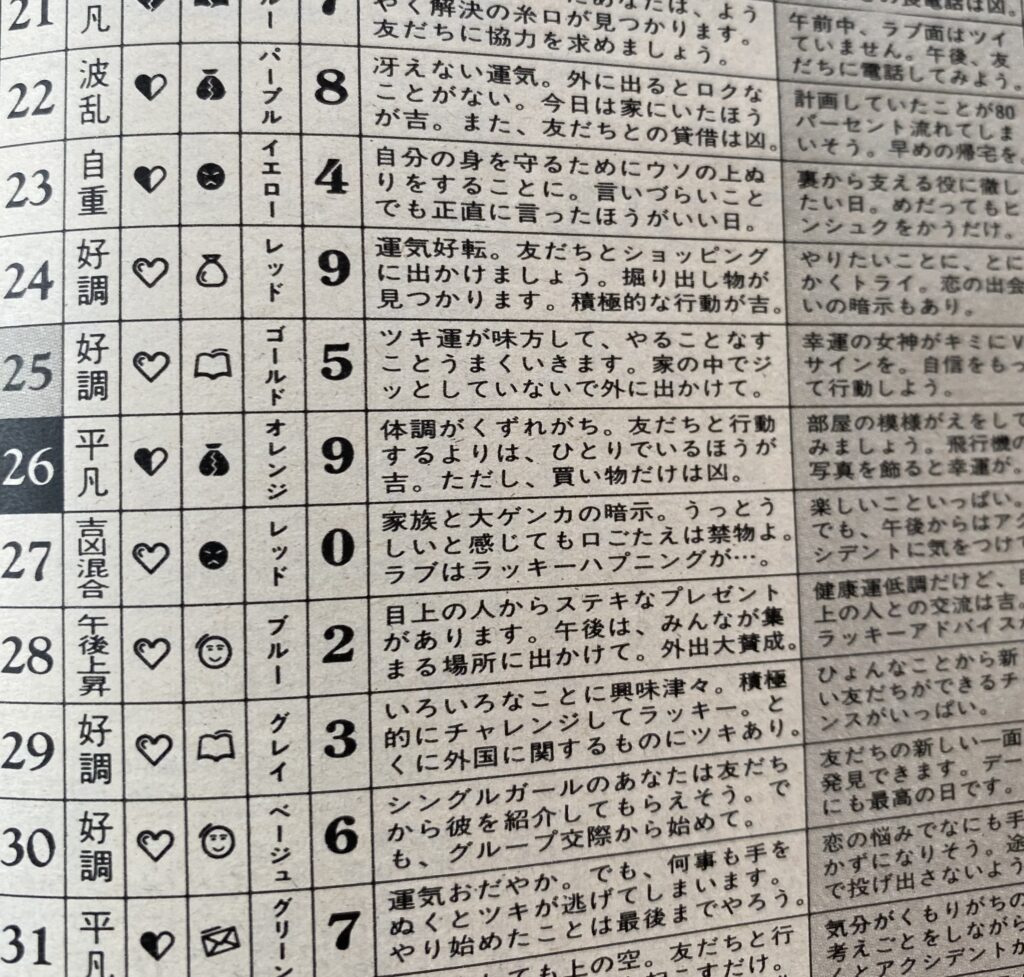 21 凡 ルー 7
やく解決の糸口が見つかります。
友だちに協力を求めましょう。
午前中、ラブ面はツイ
ていません。午後、友
だちに電話してみよう。
22 波乱 パープル 8
冴えない運気。外に出るとロクな
ことがない。今日は家にいたほう
が吉。また、友だちとの貸借は凶。
計画していたことが80
パーセント流れてしま
いそう。早めの帰宅を。
23 自重 イエロー 4
自分の身を守るためにウソの上ぬ
りをすることに。言いづらいこと
でも正直に言ったほうがいい日。
裏から支える役に徹し
たい日。めだってもヒ
ンシュクをかうだけ。
24 好調 レッド 9
運気好転。友だちとショッピング
に出かけましょう。掘り出し物が
見つかります。積極的な行動が吉。
やりたいことに、とに
かくトライ。恋の出会
いの暗示もあり。
25 好調 ゴールド 5
ツキ運が味方して、やることなす
ことうまくいきます。家の中でジ
ッとしていないで外に出かけて。
幸運の女神がキミにV
サインを。自信をもっ
て行動しよう。
26 平凡 オレンジ 9
体調がくずれがち。友だちと行動
するよりは、ひとりでいるほうが
吉。ただし、買い物だけは凶。
部屋の模様がえをして
みましょう。飛行機の
写真を飾ると幸運が。
27 吉凶混合 レッド 0
家族と大ゲンカの暗示。うっとう
しいと感じても口ごたえは禁物よ。
ラブはラッキーハプニングが…。
楽しいこといっぱい。
でも、午後からはアク
シデントに気をつけて
28 午後上昇 ブルー 2
目上の人からステキなプレゼント
があります。午後は、みんなが集
まる場所に出かけて。外出大賛成。
健康運低調だけど、
上の人との交流は吉。
ラッキーアドバイスが
29 好調 グレイ 3
いろいろなことに興味津々。積極
的にチャレンジしてラッキー。と
くに外国に関するものにツキあり。
ひょんなことから新し
い友だちができるチャ
ンスがいっぱい。
30 好調 ベージュ 6
シングルガールのあなたは友だち
から彼を紹介してもらえそう。で
も、グループ交際から始めて。
友だちの新しい一面
発見できます。デー
にも最高の日です。
31 平凡 グリーン 7
運気おだやか。でも、何事も手を
ぬくとツキが逃げてしまいます。
やり始めたことは最後までやろう。
恋の悩みでなにも手
かずになりそう。途
で投げ出さないよう
ても上の空。友だちと行
こすだけ。
気分がくもりがちの
考えごとをしながら
くとアクシデントが